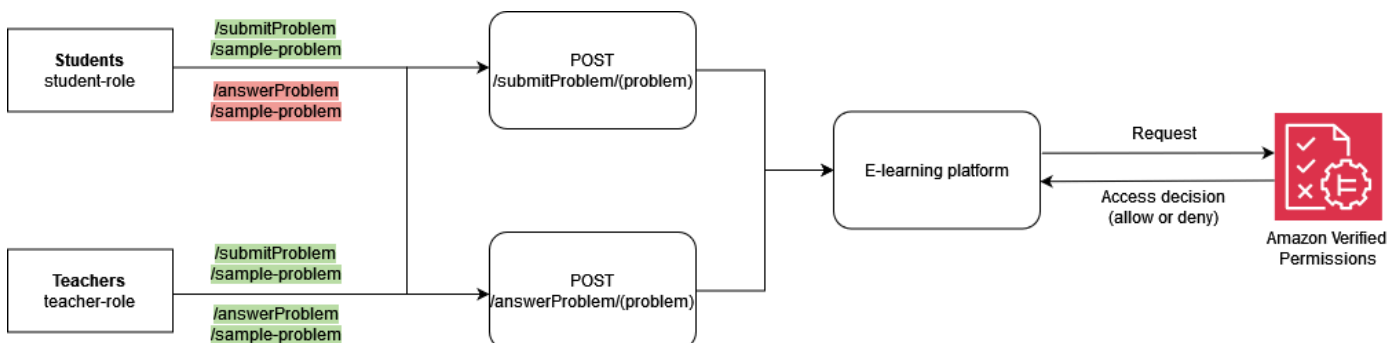 Students
student-role
/submitProblem
/sample-problem
/answerProblem
/sample-problem
POST
/submitProblem/(problem)
E-learning platform
Request
Access decision
(allow or deny)
Amazon Verified
Permissions
Teachers
teacher-role
/submitProblem
/sample-problem
/answerProblem
/sample-problem
POST
/answerProblem/(problem)